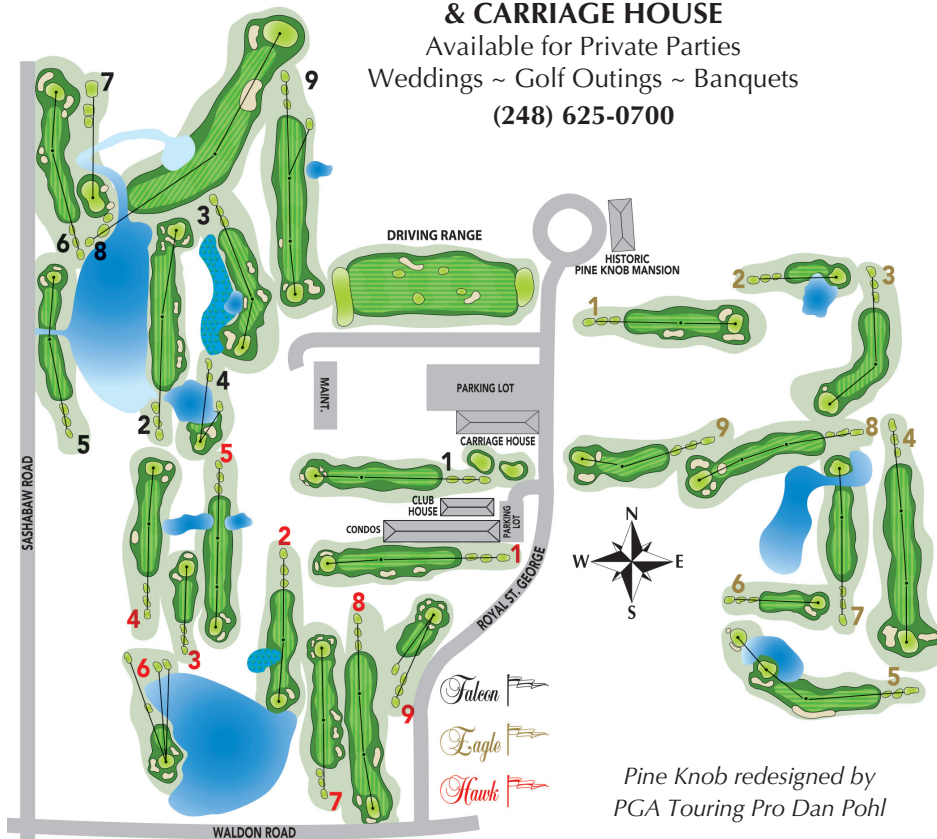 & CARRIAGE HOUSE
Available for Private Parties
Weddings ~ Golf Outings ~ Banquets
(248) 625-0700
7
9
3
6
8
DRIVING RANGE
HISTORIC
PINE KNOB MANSION
2
3
1
4
MAINT.
PARKING LOT
2
5
CARRIAGE HOUSE
9
8
4
5
1
SASHABAW ROAD
CLUB
HOUSE
PARKING
LOT
CONDOS
2
1
N
W
E
S
ROYAL ST. GEORGE
6
7
8
4
3
6
5
Falcon
9
Eagle
Hawk
7
Pine Knob redesigned by
PGA Touring Pro Dan Pohl
WALDON ROAD